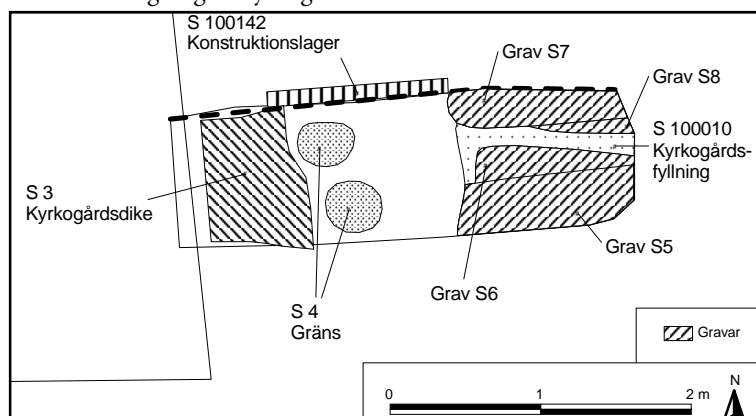 S 100142
Konstruktionslager
Grav S7
Grav S8
S 100010
Kyrkogårds-
fyllning
S 3
Kyrkogårdsdike
Grav S5
Grav S6
S 4
Gräns
Gravar
N
0 1 2 m